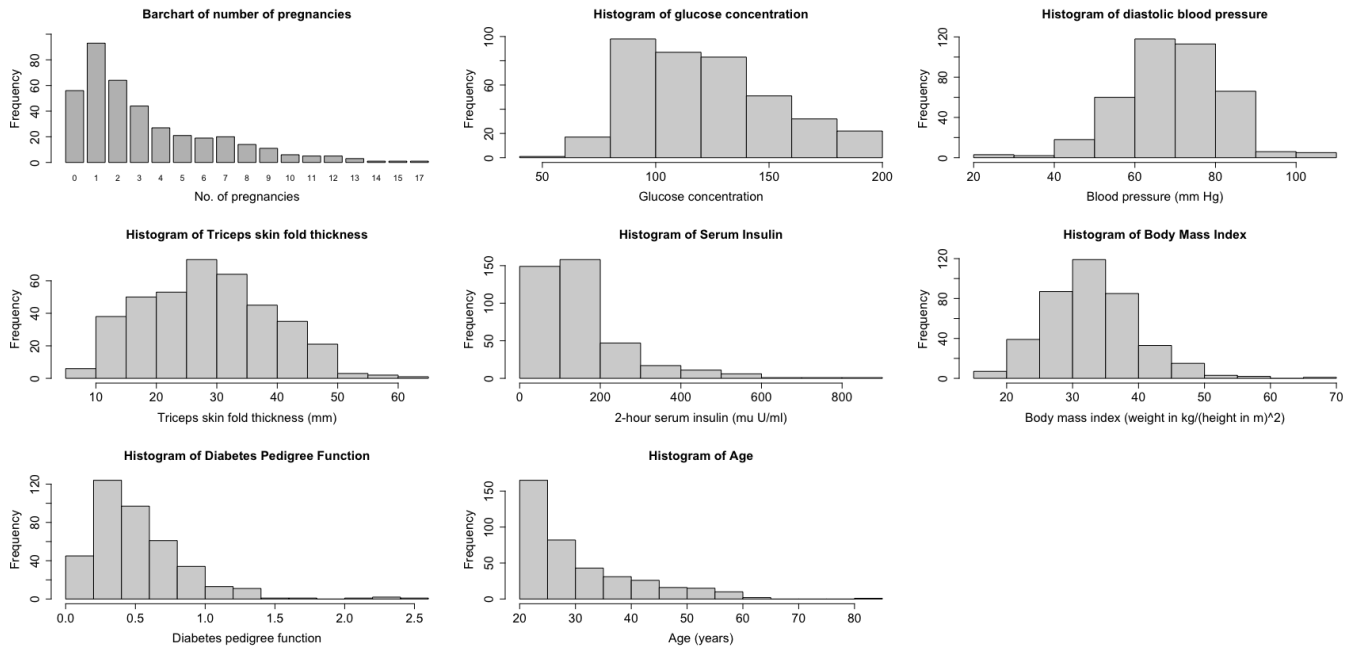 Barchart of number of pregnancies
Frequency
0 20 40 60 80
0 1 2 3 4 5 6 7 8 9 10 11 12 13 14 15 17
No. of pregnancies
Histogram of glucose concentration
Frequency
0 20 60 100
50 100 150 200
Glucose concentration
Histogram of diastolic blood pressure
Frequency
0 40 80 120
20 40 60 80 100
Blood pressure (mm Hg)
Histogram of Triceps skin fold thickness
Frequency
0 20 40 60
10 20 30 40 50 60
Triceps skin fold thickness (mm)
Histogram of Serum Insulin
Frequency
0 50 100 150
0 200 400 600 800
2-hour serum insulin (mu U/ml)
Histogram of Body Mass Index
Frequency
0 40 80 120
20 30 40 50 60 70
Body mass index (weight in kg/(height in m)^2)
Histogram of Diabetes Pedigree Function
Frequency
0 40 80 120
0.0 0.5 1.0 1.5 2.0 2.5
Diabetes pedigree function
Histogram of Age
Frequency
0 50 100 150
20 30 40 50 60 70 80
Age (years)